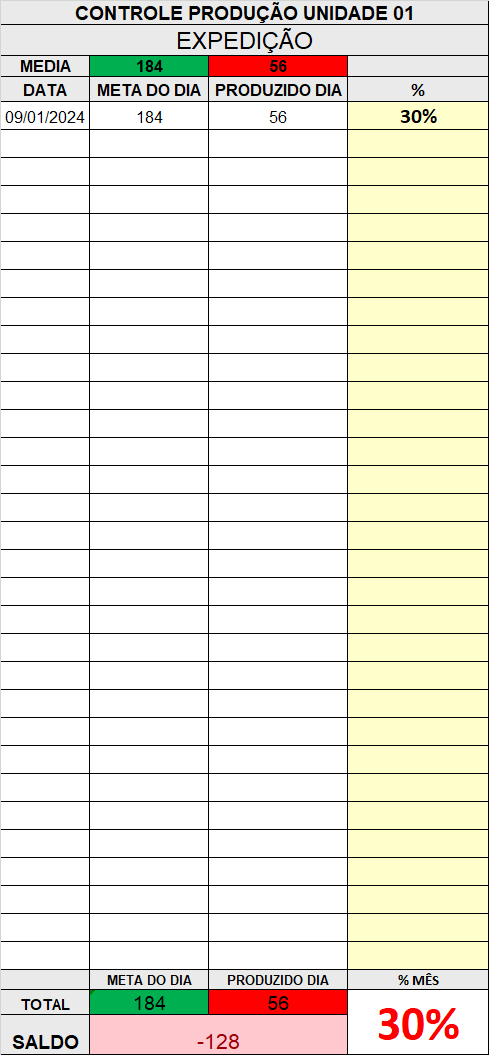 CONTROLE PRODUÇÃO UNIDADE 01
EXPEDIÇÃO
MEDIA 184 56
DATA META DO DIA PRODUZIDO DIA %
09/01/2024 184 56 30%
META DO DIA PRODUZIDO DIA % MÊS
TOTAL 184 56 30%
SALDO -128